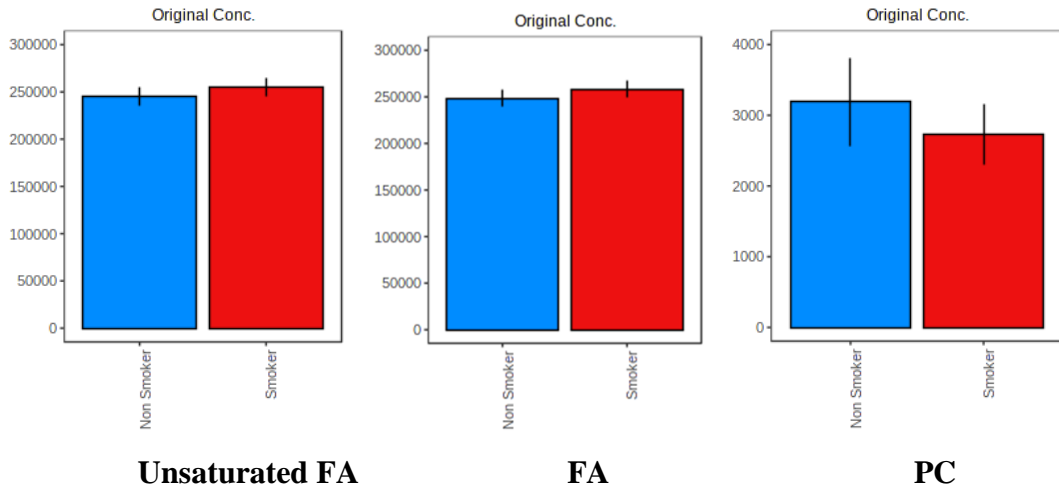 Original Conc.
300000
250000
200000
150000
100000
50000
0
Non Smoker
Smoker
Unsaturated FA
Original Conc.
300000
250000
200000
150000
100000
50000
0
Non Smoker
Smoker
FA
Original Conc.
4000
3000
2000
1000
0
Non Smoker
Smoker
PC